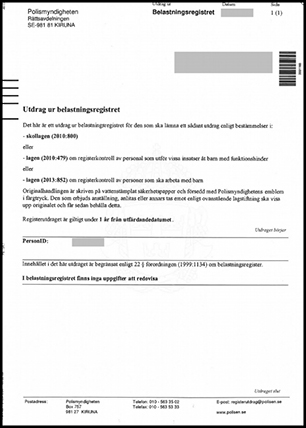 Utdrag ur
Datum
Sida
Polismyndigheten
Belastningsregistret
1 (1)
Rättsavdelningen
SE-981 81 KIRUNA
Utdrag ur belastningsregistret
Det här är ett utdrag ur belastningsregistret för den som ska lämna ett sådant utdrag enligt bestämmelser i:
- skollagen (2010:800)
eller
- lagen (2010:479) om registerkontroll av personal som utför vissa insatser åt barn med funktionshinder
eller
- lagen (2013:852) om registerkontroll av personer som ska arbeta med barn
Originalhandlingen är skriven på vattenstämplat säkerhetspapper och försedd med Polismyndighetens emblem
i färgtryck. Den som erbjuds anställning, anlitas eller annars tas emot enligt ovanstående lagstiftning ska visa
upp originalet och får sedan behålla detta.
Registerutdraget är giltigt under 1 år från utfärdandedatumet.
Utdraget börjar
PersonID:
Innehållet i det här utdraget är begränsat enligt 22 § förordningen (1999:1134) om belastningsregister.
I belastningsregistret finns inga uppgifter att redovisa
Utdraget slut
Postadress:
Polismyndigheten
Box 757
981 27 KIRUNA
Telefon: 010 - 563 35 02
Telefax: 010 - 563 53 33
E-post: registerutdrag@polisen.se
www.polisen.se